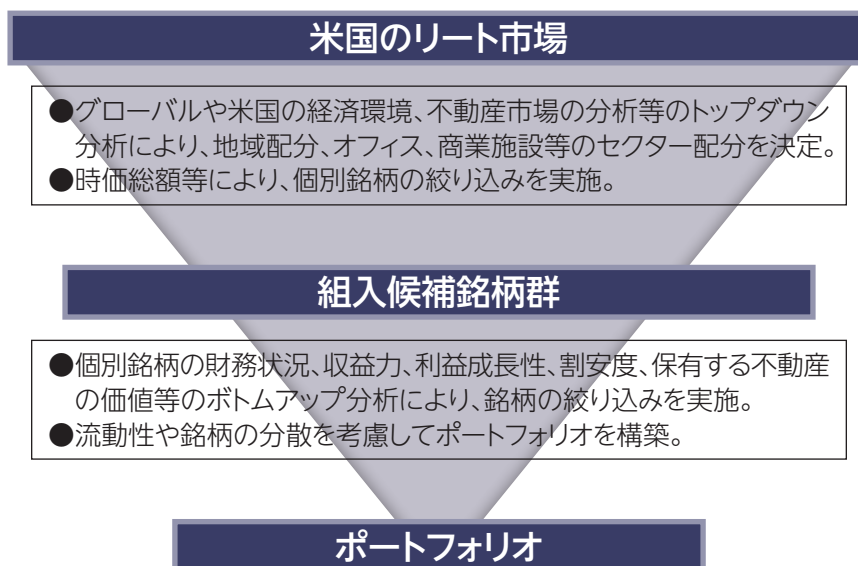 米国のリート市場
●グローバルや米国の経済環境、不動産市場の分析等のトップダウン
分析により、地域配分、オフィス、商業施設等のセクター配分を決定。
●時価総額等により、個別銘柄の絞り込みを実施。
組入候補銘柄群
●個別銘柄の財務状況、収益力、利益成長性、割安度、保有する不動産
の価値等のボトムアップ分析により、銘柄の絞り込みを実施。
●流動性や銘柄の分散を考慮してポートフォリオを構築。
ポートフォリオ